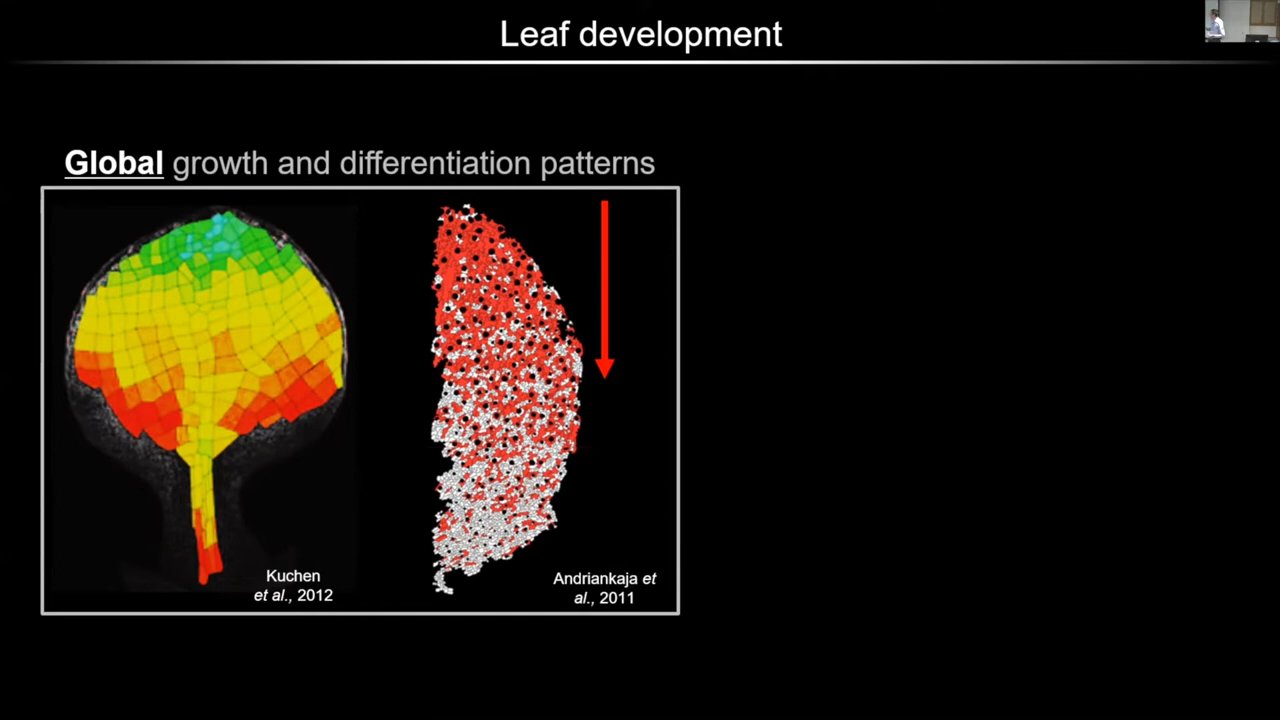 Leaf development
Global growth and differentiation patterns
Kuchen
et al., 2012
Andriankaja et
al., 2011